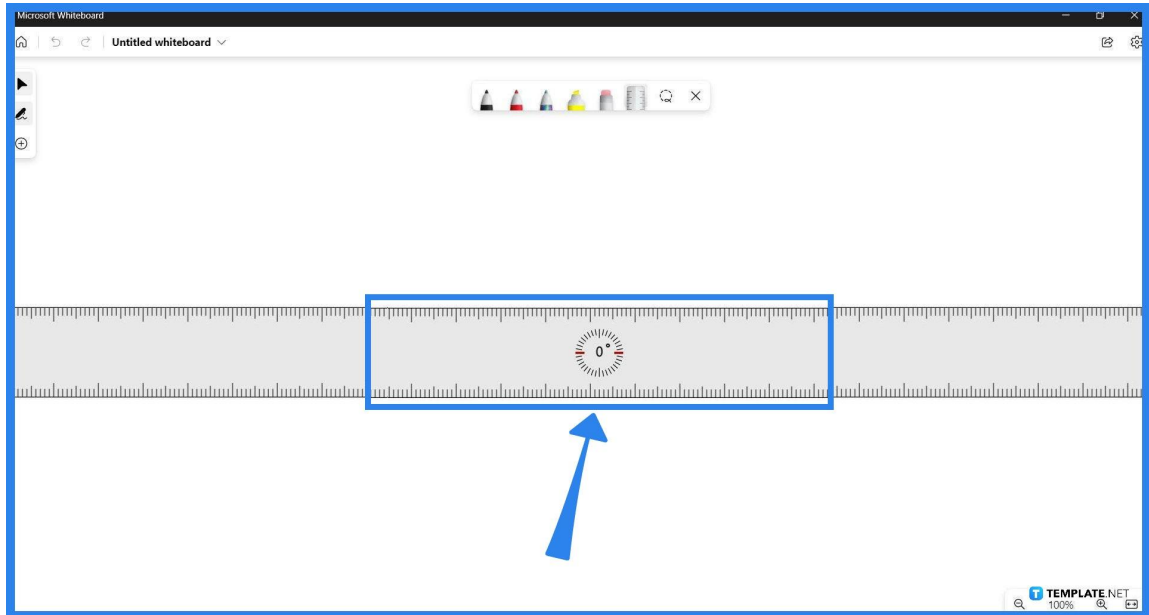 Microsoft Whiteboard
Untitled whiteboard
0°
TEMPLATE.NET
100%